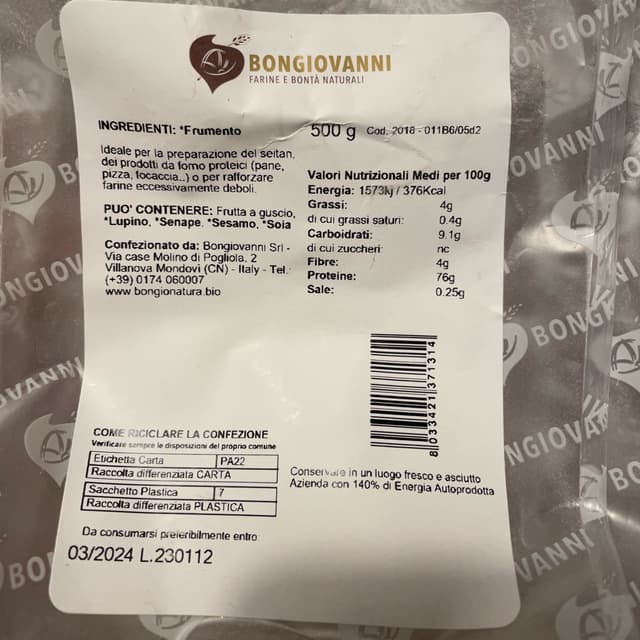 BONGIOVANNI
FARINE E BONTÀ NATURALI
INGREDIENTI: *Frumento
500 g Cod. 2018 - 011B6/05d2
Ideale per la preparazione del seitan,
dei prodotti da forno proteici (pane,
pizza, focaccia..) o per rafforzare
farine eccessivamente deboli.
PUO' CONTENERE: Frutta a guscio,
*Lupino, *Senape, *Sesamo, *Soia
Confezionato da: Bongiovanni Srl -
Via case Molino di Pogliola, 2
Villanova Mondovì (CN) - Italy - Tel.:
(+39) 0174 060007
www.bongionatura.bio
Valori Nutrizionali Medi per 100g
Energia: 1573kj / 376Kcal
Grassi: 4g
di cui grassi saturi: 0.4g
Carboidrati: 9.1g
di cui zuccheri: nc
Fibre: 4g
Proteine: 76g
Sale: 0.25g
8 033421 371314
COME RICICLARE LA CONFEZIONE
Verificare sempre le disposizioni del proprio comune
Etichetta Carta PA22
Raccolta differenziata CARTA
Sacchetto Plastica 7
Raccolta differenziata PLASTICA
Conservare in un luogo fresco e asciutto
Azienda con 140% di Energia Autoprodotta
Da consumarsi preferibilmente entro
03/2024 L.230112